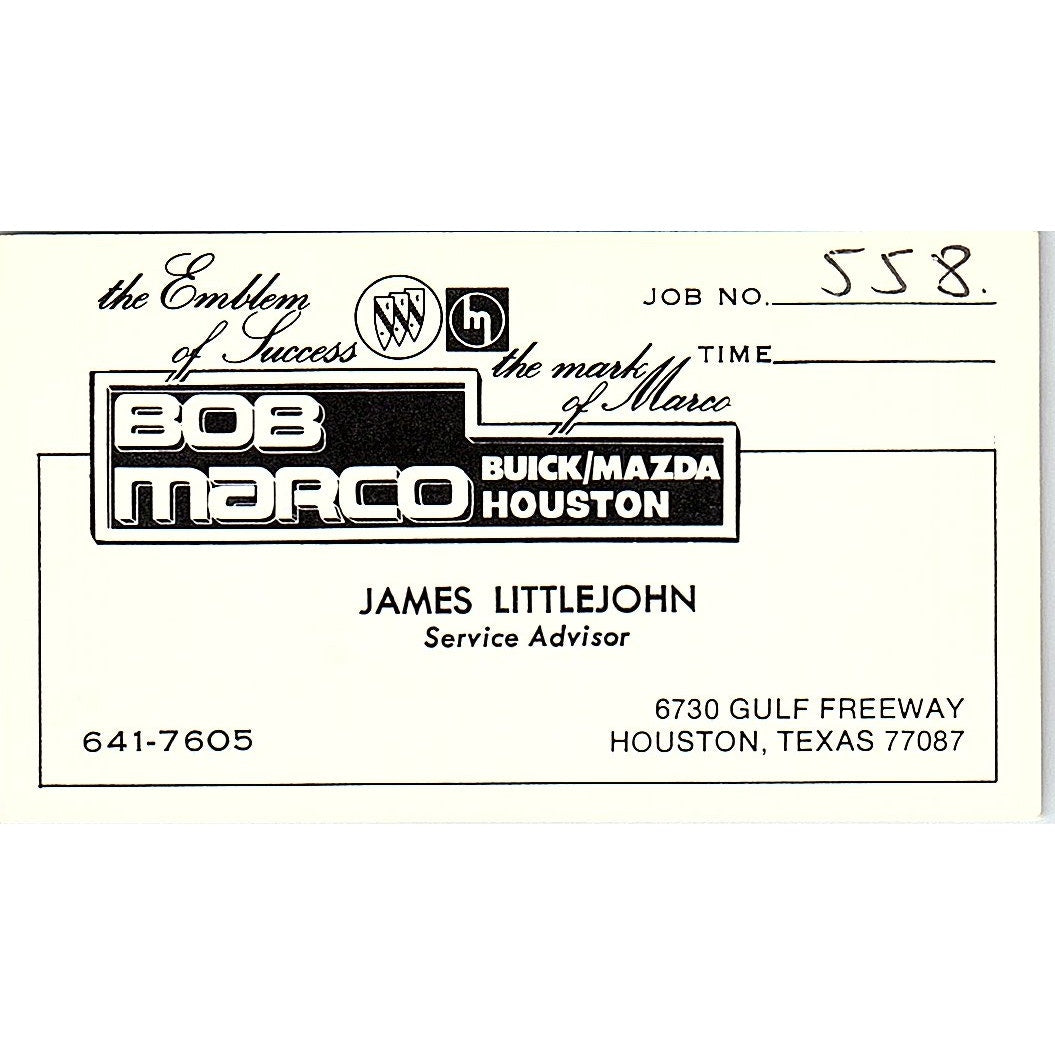 the Emblem
of Success
the mark
of Marco
JOB NO. 558.
TIME
BOB
MARCO
BUICK/MAZDA
HOUSTON
JAMES LITTLEJOHN
Service Advisor
641-7605
6730 GULF FREEWAY
HOUSTON, TEXAS 77087